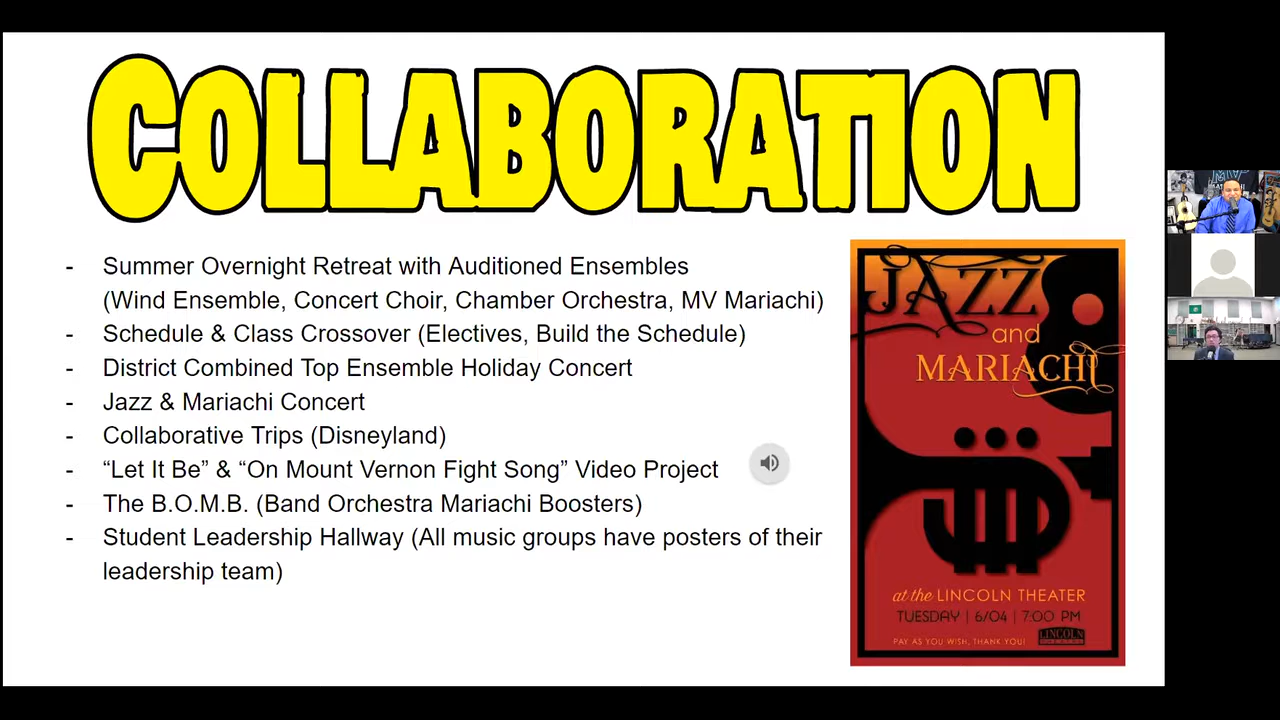 COLLABORATION
- Summer Overnight Retreat with Auditioned Ensembles
(Wind Ensemble, Concert Choir, Chamber Orchestra, MV Mariachi)
- Schedule & Class Crossover (Electives, Build the Schedule)
- District Combined Top Ensemble Holiday Concert
- Jazz & Mariachi Concert
- Collaborative Trips (Disneyland)
- “Let It Be” & “On Mount Vernon Fight Song” Video Project
- The B.O.M.B. (Band Orchestra Mariachi Boosters)
- Student Leadership Hallway (All music groups have posters of their
leadership team)
JAZZ
and
MARIACHI
at the LINCOLN THEATER
TUESDAY | 6/04 | 7:00 PM
PAY AS YOU WISH, THANK YOU!
LINCOLN
MV